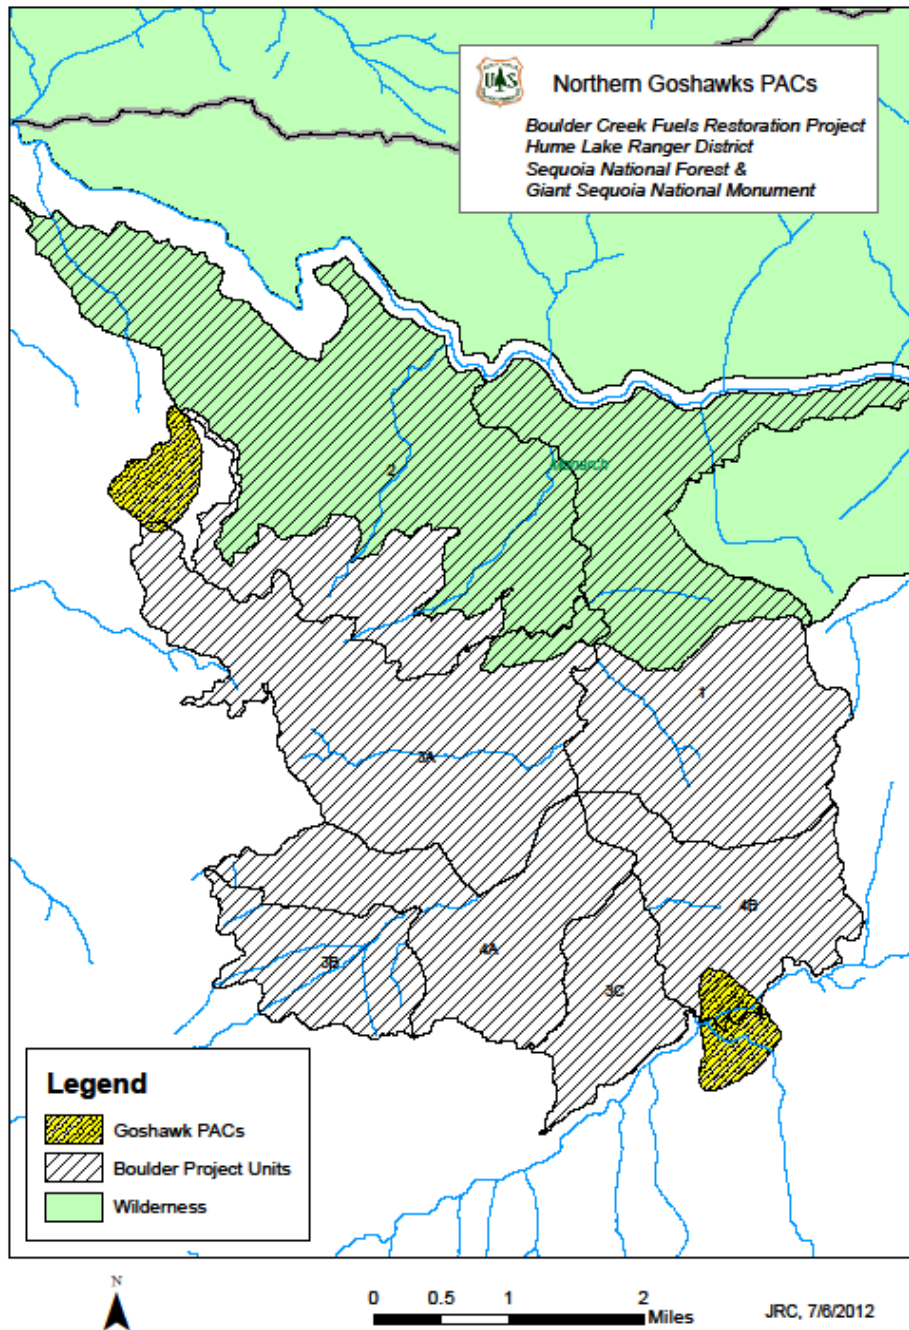 US
Northern Goshawks PACs
Boulder Creek Fuels Restoration Project
Hume Lake Ranger District
Sequoia National Forest &
Giant Sequoia National Monument
2
Monarch
1
3A
4B
4A
3B
3C
Legend
Goshawk PACs
Boulder Project Units
Wilderness
N
0 0.5 1 2
Miles
JRC, 7/6/2012